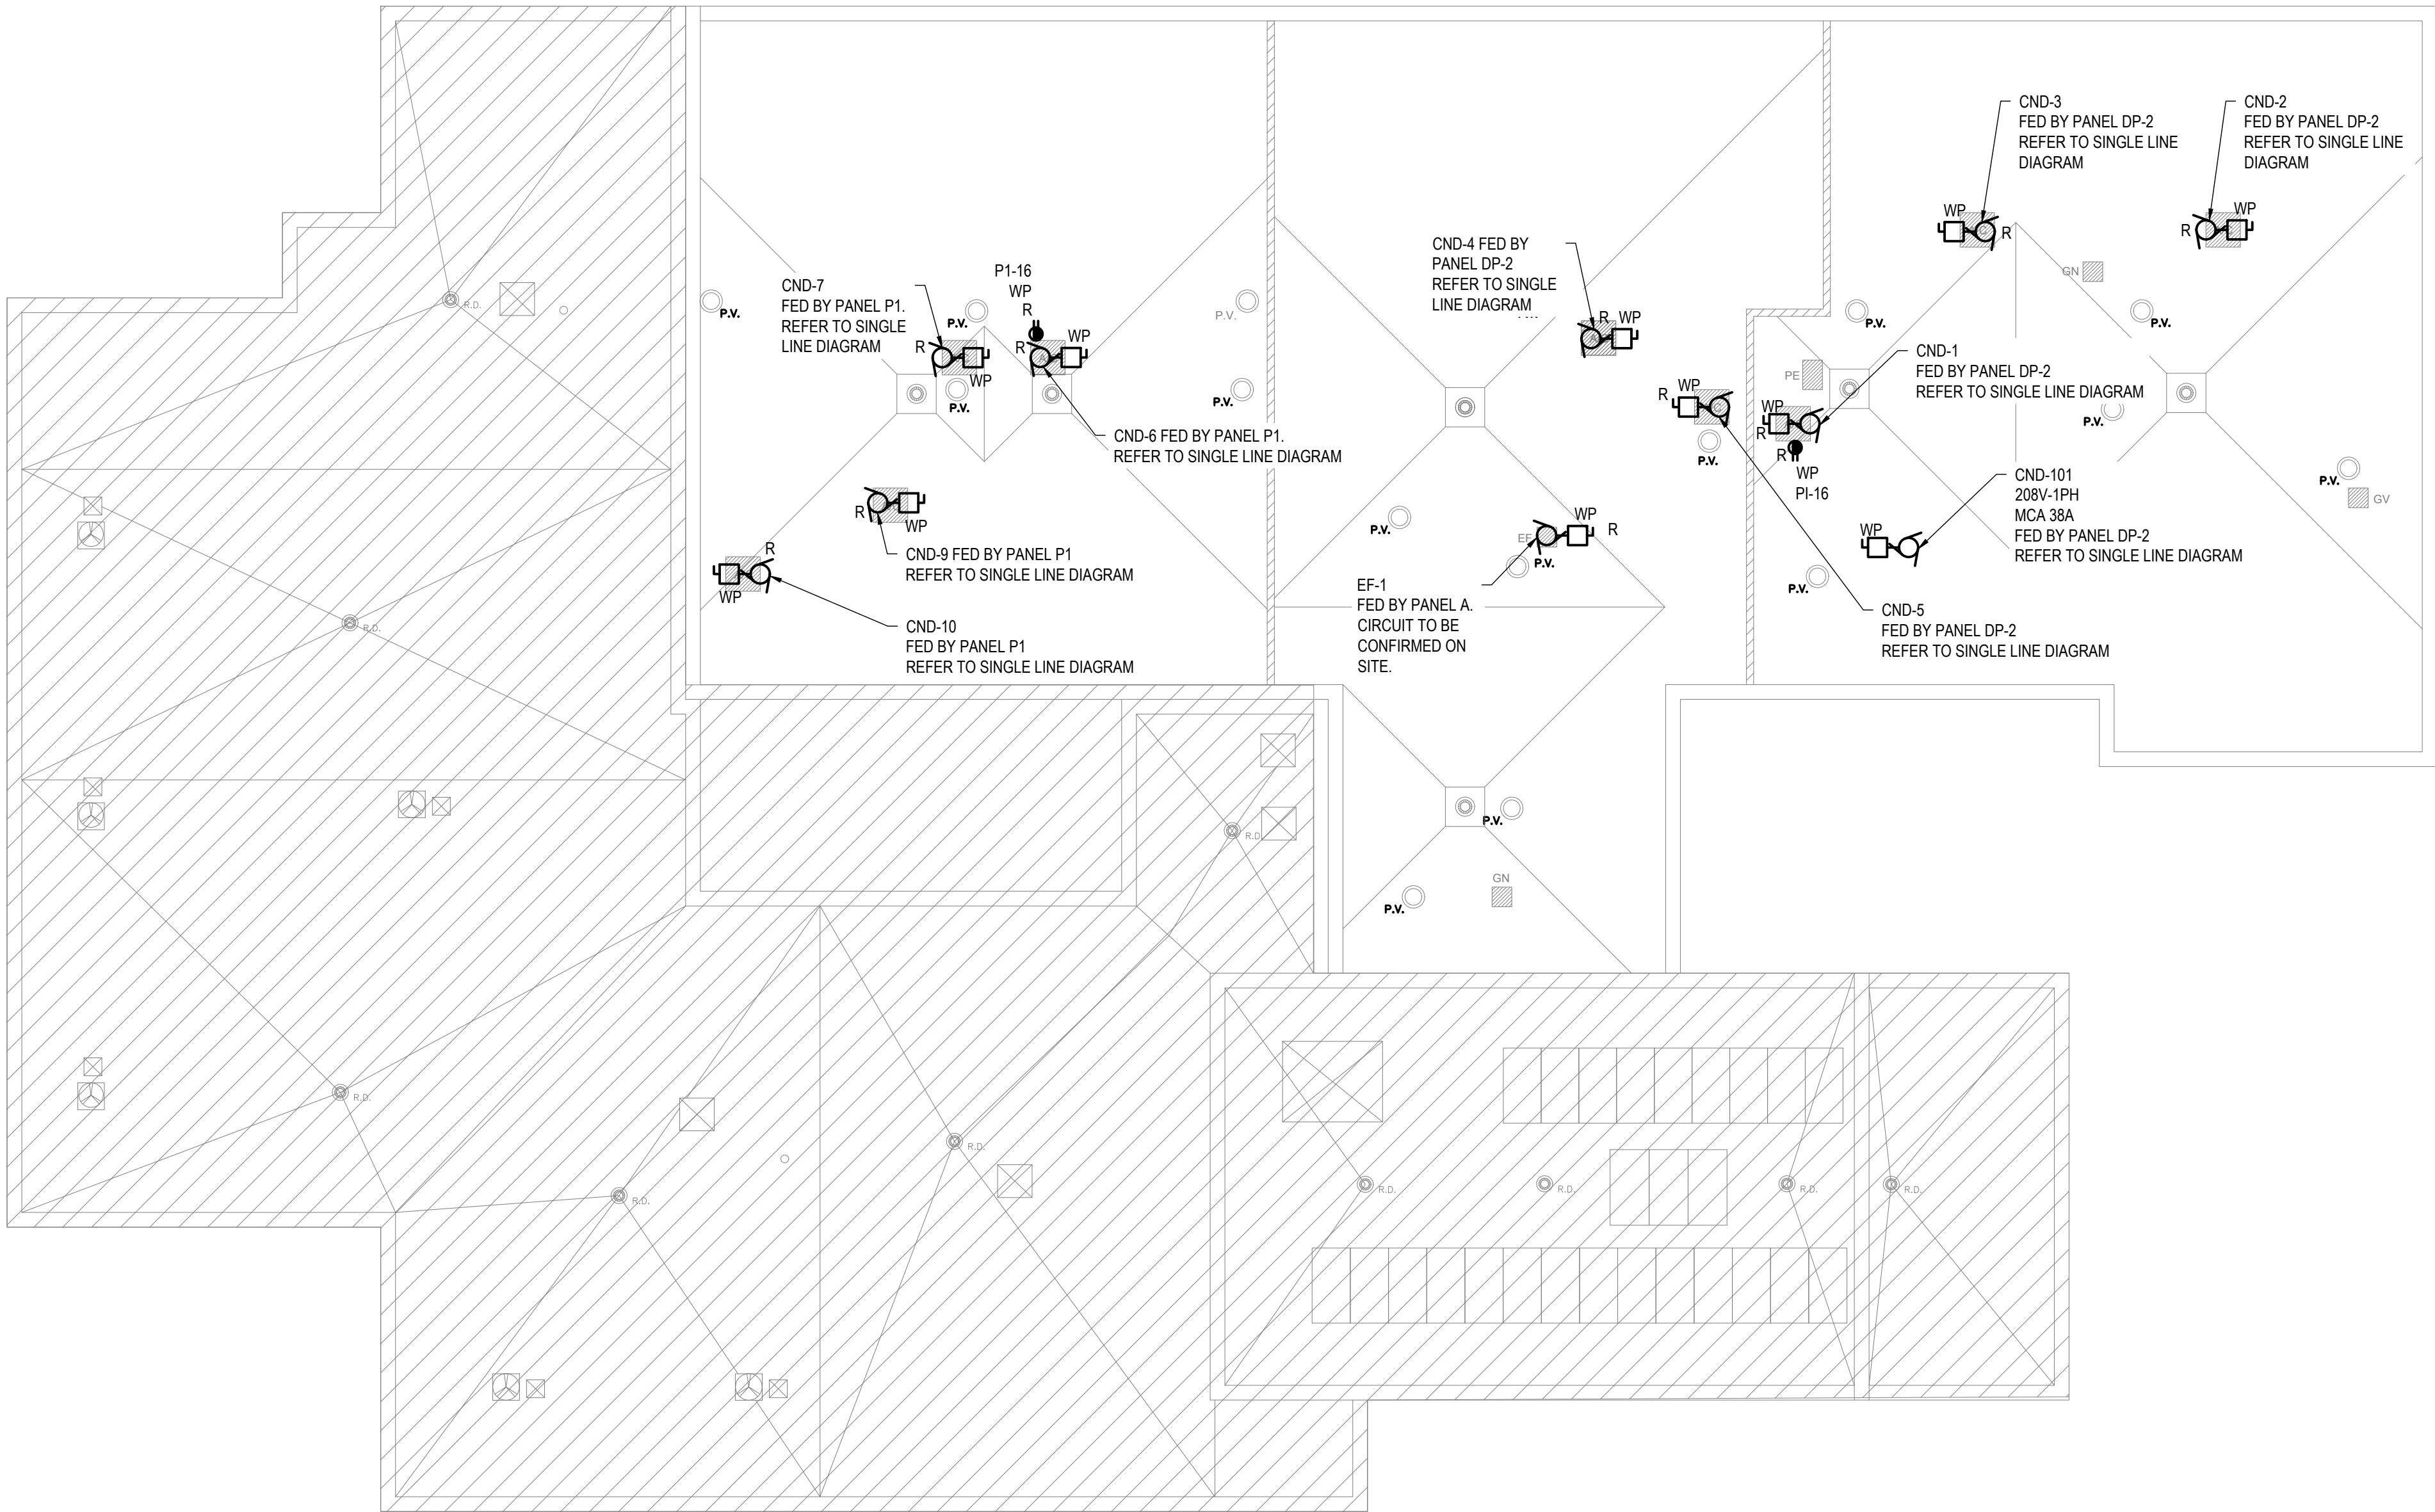 CND-3
FED BY PANEL DP-2
REFER TO SINGLE LINE
DIAGRAM
CND-2
FED BY PANEL DP-2
REFER TO SINGLE LINE
DIAGRAM
WP
R
R
WP
GN
CND-4 FED BY
PANEL DP-2
REFER TO SINGLE
LINE DIAGRAM
R
WP
CND-7
FED BY PANEL P1.
REFER TO SINGLE
LINE DIAGRAM
P1-16
WP
R
R
WP
R
WP
P.V.
P.V.
P.V.
P.V.
P.V.
P.V.
P.V.
R.D.
CND-1
FED BY PANEL DP-2
REFER TO SINGLE LINE DIAGRAM
PE
WP
R
R
WP
PI-16
P.V.
R
WP
P.V.
CND-6 FED BY PANEL P1.
REFER TO SINGLE LINE DIAGRAM
P.V.
GV
CND-101
208V-1PH
MCA 38A
FED BY PANEL DP-2
REFER TO SINGLE LINE DIAGRAM
WP
P.V.
R
WP
CND-9 FED BY PANEL P1
REFER TO SINGLE LINE DIAGRAM
P.V.
EF
WP
R
P.V.
R
WP
CND-10
FED BY PANEL P1
REFER TO SINGLE LINE DIAGRAM
EF-1
FED BY PANEL A.
CIRCUIT TO BE
CONFIRMED ON
SITE.
CND-5
FED BY PANEL DP-2
REFER TO SINGLE LINE DIAGRAM
R.D.
P.V.
R.D.
GN
P.V.
R.D.
R.D.
R.D.
R.D.
R.D.
R.D.
R.D.